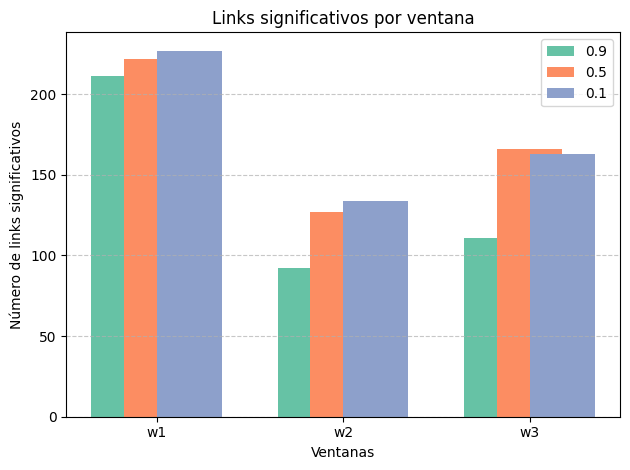 Links significativos por ventana
0.9
0.5
0.1
Número de links significativos
200
150
100
50
0
w1
w2
w3
Ventanas